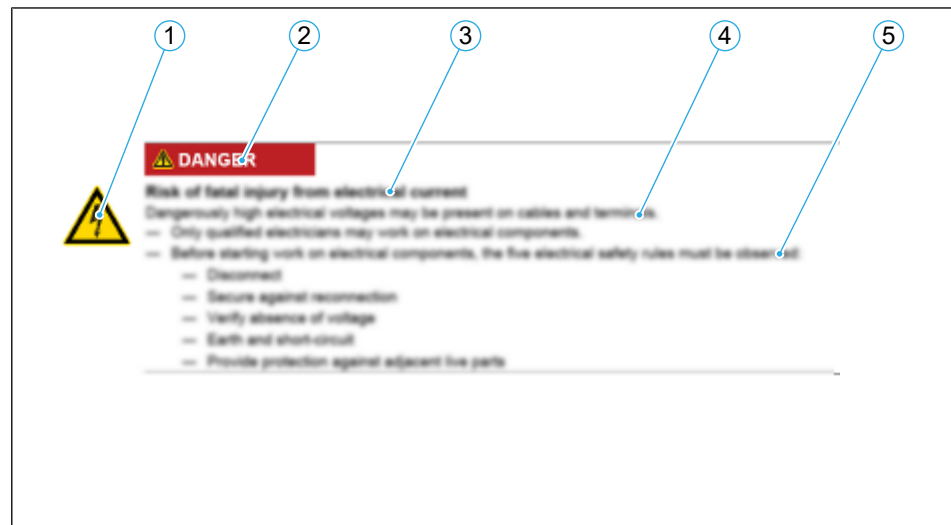 1 2 3 4 5
DANGER
Risk of fatal injury from electrical current
Dangerously high electrical voltages may be present on cables and terminals.
— Only qualified electricians may work on electrical components.
— Before starting work on electrical components, the five electrical safety rules must be observed:
— Disconnect
— Secure against reconnection
— Verify absence of voltage
— Earth and short-circuit
— Provide protection against adjacent live parts